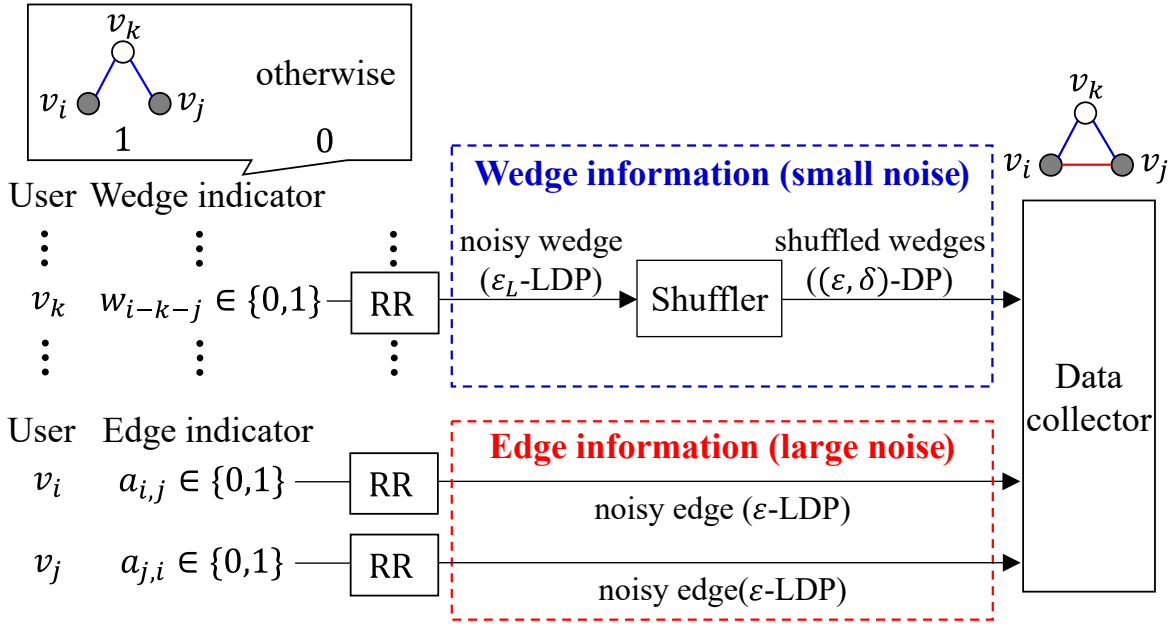 v_k
v_i
v_j
otherwise
1
0
User Wedge indicator
⋮ ⋮ ⋮
v_k w_{i−k−j} ∈ {0,1} RR
⋮ ⋮ ⋮
Wedge information (small noise)
noisy wedge
(ε_L-LDP)
Shuffler
shuffled wedges
((ε, δ)-DP)
v_k
v_i
v_j
Data
collector
User Edge indicator
v_i a_{i,j} ∈ {0,1} RR
v_j a_{j,i} ∈ {0,1} RR
Edge information (large noise)
noisy edge (ε-LDP)
noisy edge(ε-LDP)